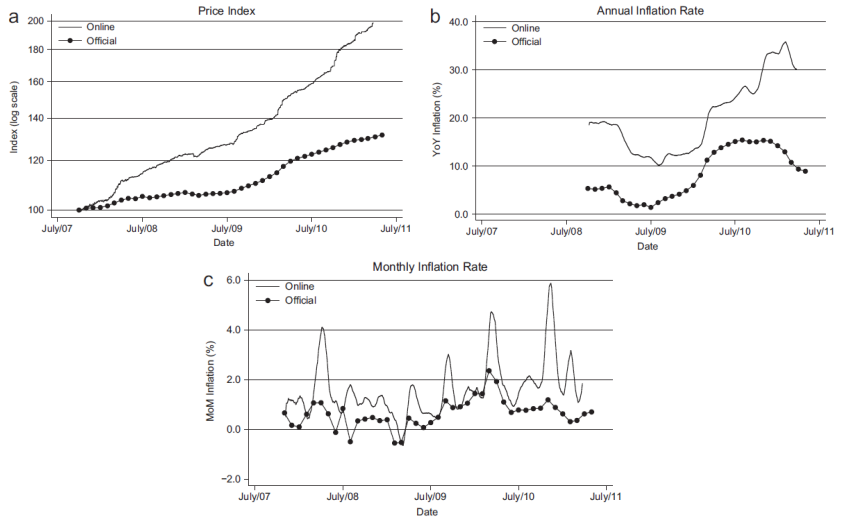 a
Price Index
200
180
160
140
120
100
Index (log scale)
Online
Official
July/07
July/08
July/09
July/10
July/11
Date
b
Annual Inflation Rate
40.0
30.0
20.0
10.0
0.0
YoY Inflation (%)
Online
Official
July/07
July/08
July/09
July/10
July/11
Date
c
Monthly Inflation Rate
6.0
4.0
2.0
0.0
−2.0
MoM Inflation (%)
Online
Official
July/07
July/08
July/09
July/10
July/11
Date